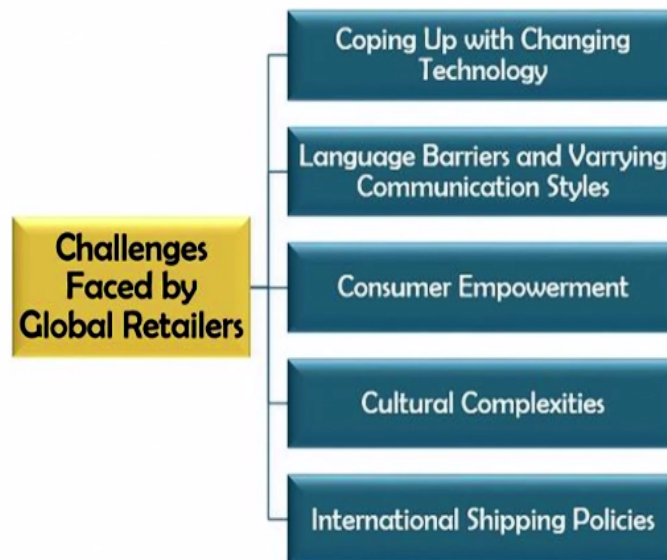 Coping Up with Changing
Technology
Language Barriers and Varrying
Communication Styles
Challenges
Faced by
Global Retailers
Consumer Empowerment
Cultural Complexities
International Shipping Policies